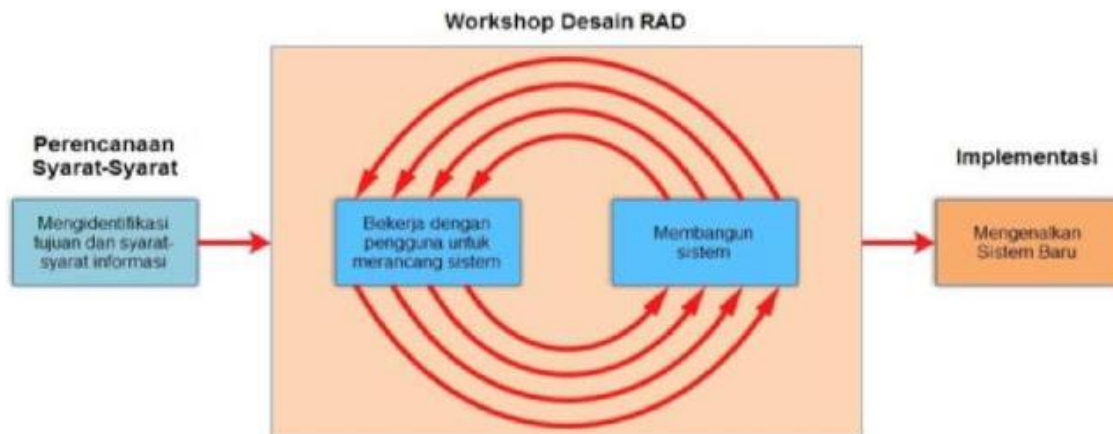 Workshop Desain RAD
Perencanaan
Syarat-Syarat
Mengidentifikasi
tujuan dan syarat-
syarat informasi
Bekerja dengan
pengguna untuk
merancang sistem
Membangun
sistem
Implementasi
Mengenalkan
Sistem Baru